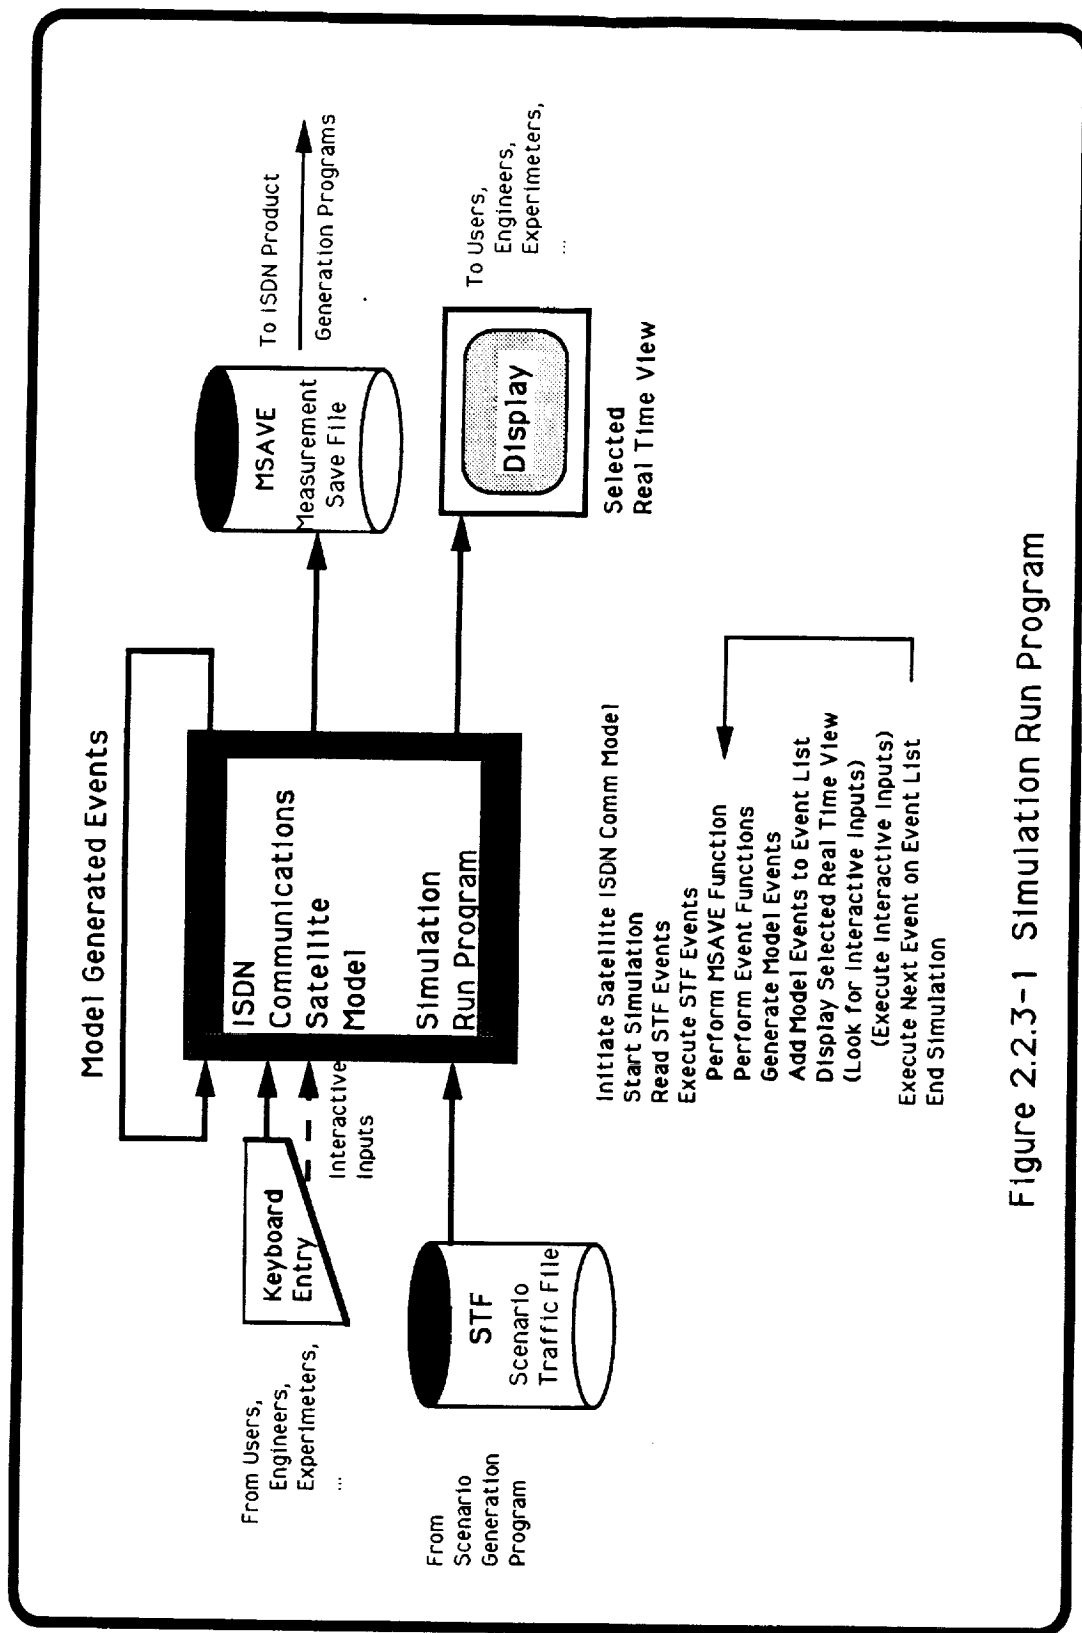 Model Generated Events
From Users,
Engineers,
Experimeters,
...
Keyboard
Entry
Interactive
Inputs
ISDN
Communications
Satellite
Model
Simulation
Run Program
MSAVE
Measurement
Save File
To ISDN Product
Generation Programs
From
Scenario
Generation
Program
STF
Scenario
Traffic File
Display
Selected
Real Time View
To Users,
Engineers,
Experimeters,
...
Initiate Satellite ISDN Comm Model
Start Simulation
Read STF Events
Execute STF Events
Perform MSAVE Function
Perform Event Functions
Generate Model Events
Add Model Events to Event List
Display Selected Real Time View
(Look for Interactive Inputs)
(Execute Interactive Inputs)
Execute Next Event on Event List
End Simulation
Figure 2.2.3-1 Simulation Run Program